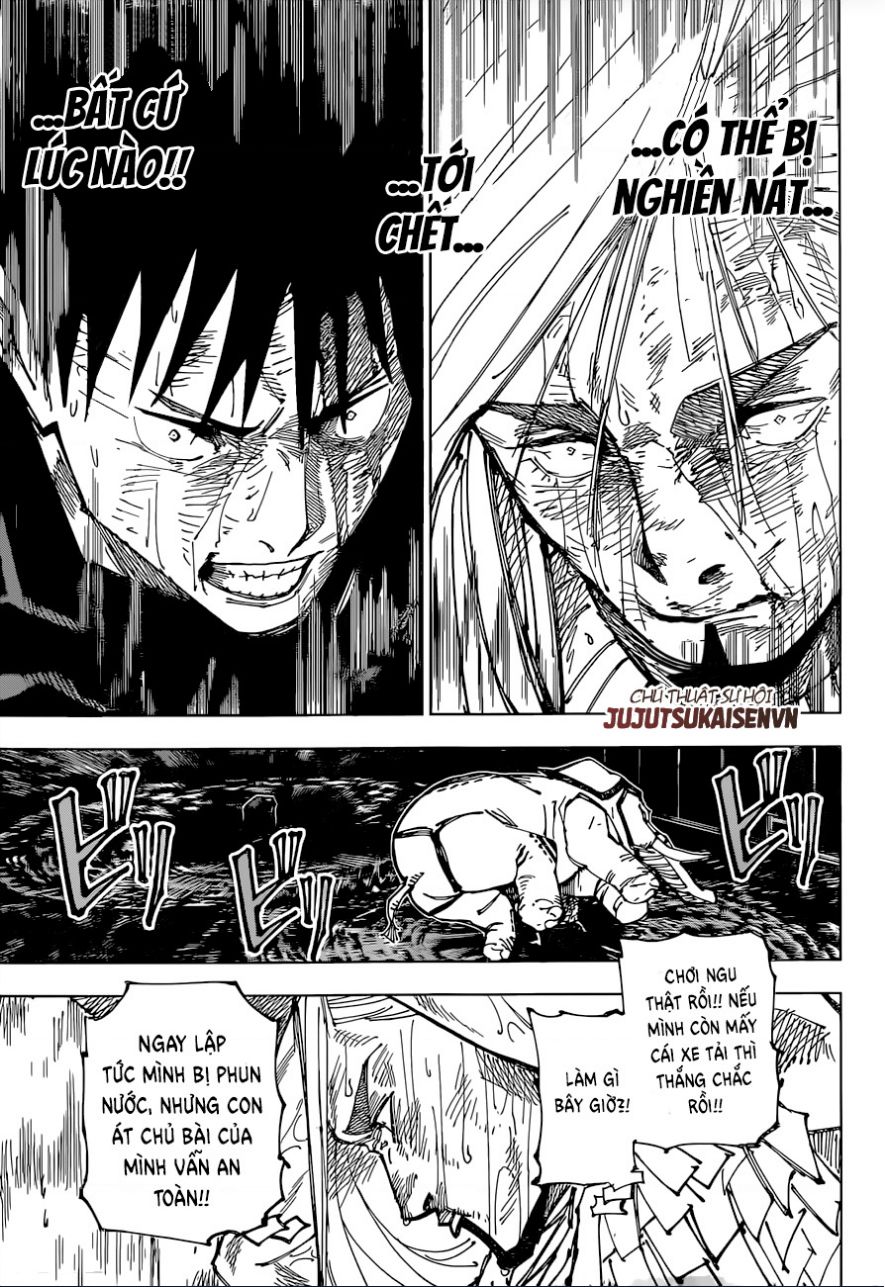 ...CÓ THỂ BỊ
NGHIỀN NÁT...
...TỚI
CHẾT...
...BẤT CỨ
LÚC NÀO!!
CHÚ THUẬT SƯ HỘI
JUJUTSUKAISENVN
ビリ
ビリ
ビリ
CHƠI NGU
THẬT RỒI!! NẾU
MÌNH CÒN MẤY
CÁI XE TẢI THÌ
THẮNG CHẮC
RỒI!!
LÀM GÌ
BÂY GIỜ?!
NGAY LẬP
TỨC MÌNH BỊ PHUN
NƯỚC, NHƯNG CON
ÁT CHỦ BÀI CỦA
MÌNH VẪN AN
TOÀN!!